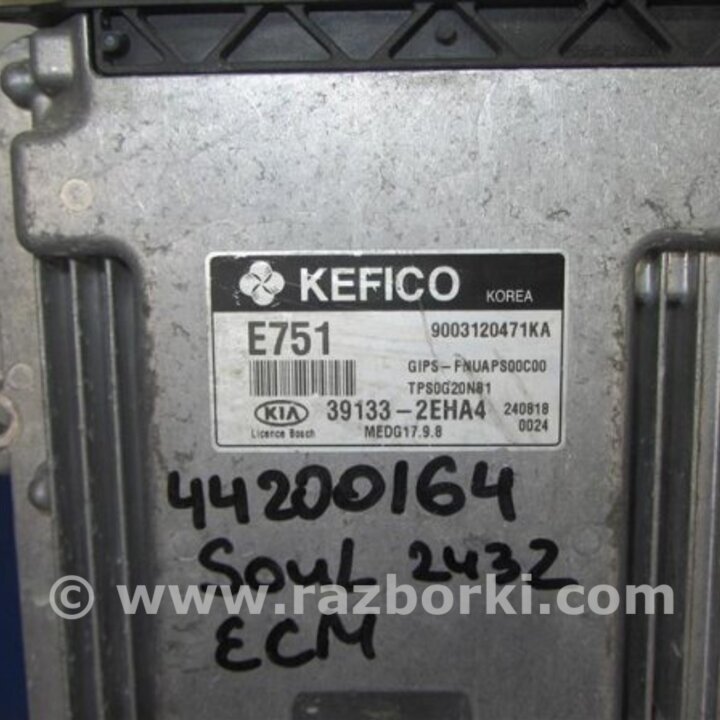 KEFICO KOREA
E751 9003120471KA
GIPS-FNUAPS00C00
TPS0G20N81
KIA 39133-2EHA4 240818
Licence Bosch MEDG17.9.8 0024
44200164
SOUL 2432
© www.razborki.com
ECM